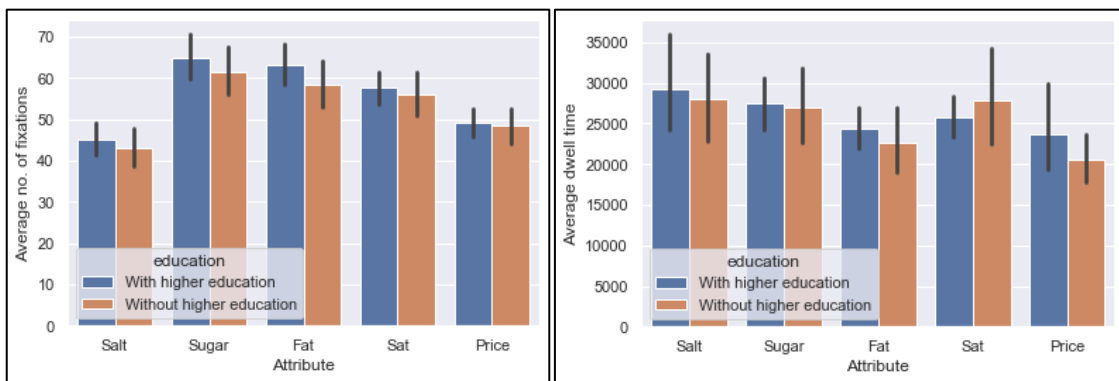 70
60
50
40
30
20
10
0
Average no. of fixations
education
With higher education
Without higher education
Salt Sugar Fat Sat Price
Attribute
35000
30000
25000
20000
15000
10000
5000
0
Average dwell time
education
With higher education
Without higher education
Salt Sugar Fat Sat Price
Attribute